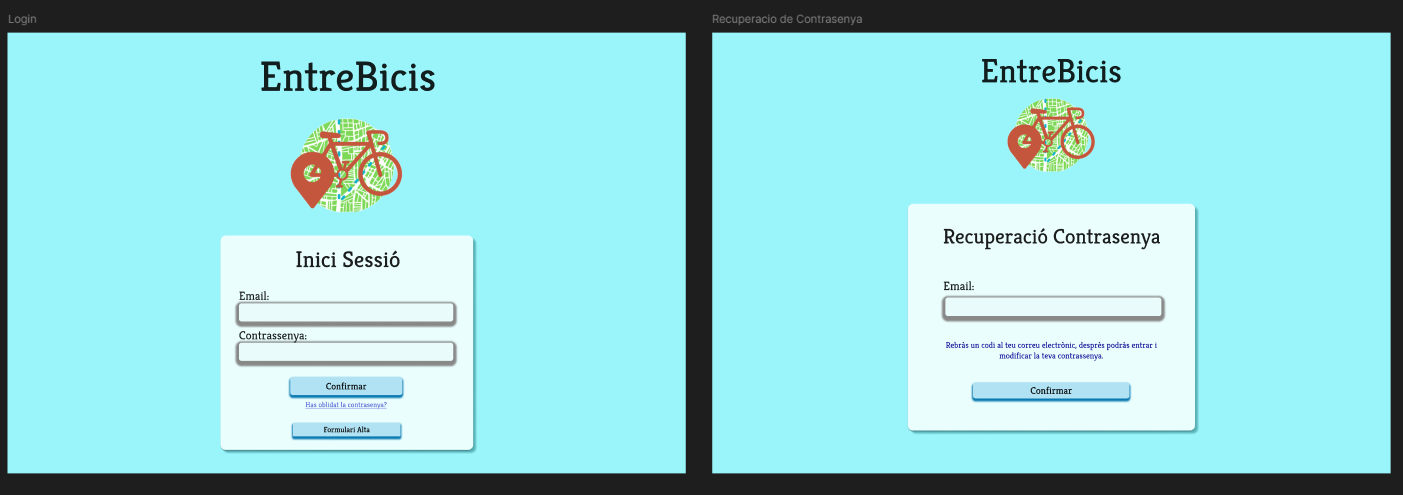 Login
EntreBicis
Inici Sessió
Email:
Contrassenya:
Confirmar
Has oblidat la contrasenya?
Formulari Alta
Recuperacio de Contrasenya
EntreBicis
Recuperació Contrasenya
Email:
Rebràs un codi al teu correu electrònic, després podràs entrar i
modificar la teva contrassenya.
Confirmar